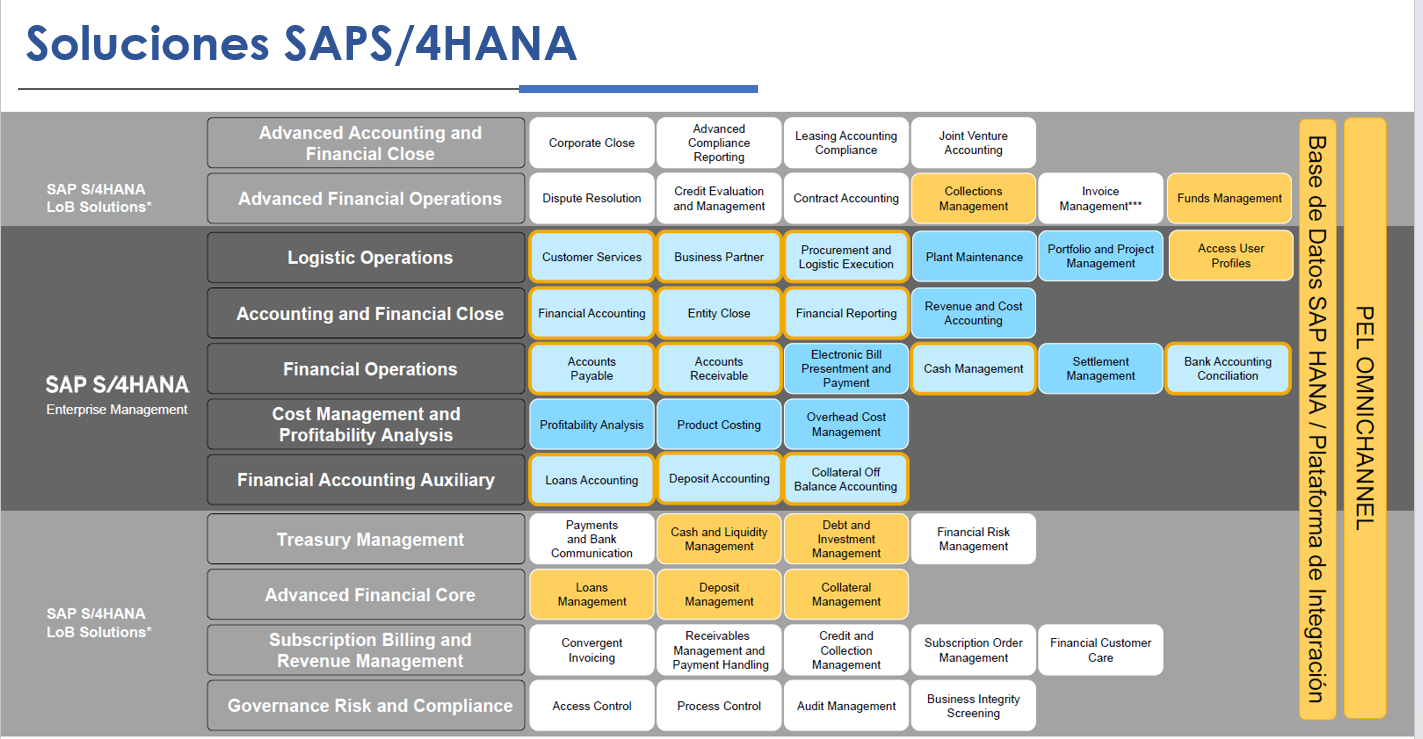 Soluciones SAPS/4HANA
SAP S/4HANA
LoB Solutions*
Advanced Accounting and
Financial Close
Corporate Close
Advanced
Compliance
Reporting
Leasing Accounting
Compliance
Joint Venture
Accounting
Advanced Financial Operations
Dispute Resolution
Credit Evaluation
and Management
Contract Accounting
Collections
Management
Invoice
Management***
Funds Management
SAP S/4HANA
Enterprise Management
Logistic Operations
Customer Services
Business Partner
Procurement and
Logistic Execution
Plant Maintenance
Portfolio and Project
Management
Access User
Profiles
Accounting and Financial Close
Financial Accounting
Entity Close
Financial Reporting
Revenue and Cost
Accounting
Financial Operations
Accounts
Payable
Accounts
Receivable
Electronic Bill
Presentment and
Payment
Cash Management
Settlement
Management
Bank Accounting
Conciliation
Cost Management and
Profitability Analysis
Profitability Analysis
Product Costing
Overhead Cost
Management
Financial Accounting Auxiliary
Loans Accounting
Deposit Accounting
Collateral Off
Balance Accounting
SAP S/4HANA
LoB Solutions*
Treasury Management
Payments
and Bank
Communication
Cash and Liquidity
Management
Debt and
Investment
Management
Financial Risk
Management
Advanced Financial Core
Loans
Management
Deposit
Management
Collateral
Management
Subscription Billing and
Revenue Management
Convergent
Invoicing
Receivables
Management and
Payment Handling
Credit and
Collection
Management
Subscription Order
Management
Financial Customer
Care
Governance Risk and Compliance
Access Control
Process Control
Audit Management
Business Integrity
Screening
Base de Datos SAP HANA / Plataforma de Integración
PEL OMNICHANNEL